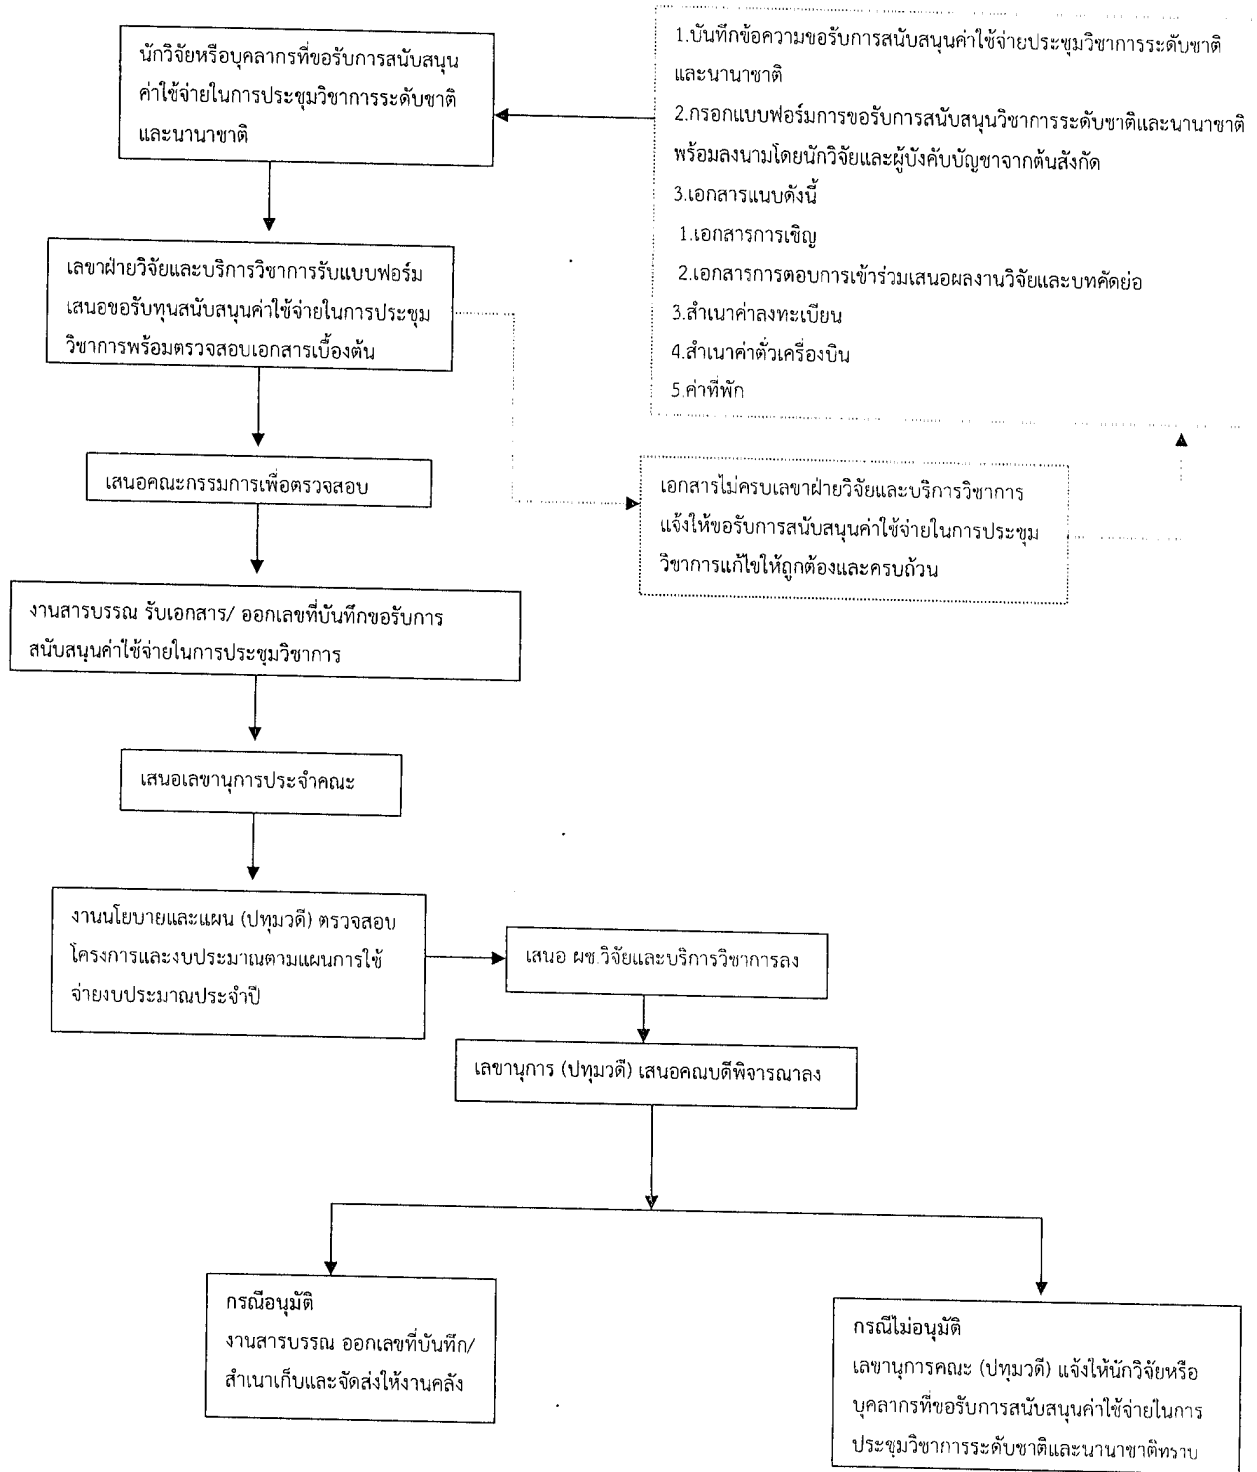 นักวิจัยหรือบุคลากรที่ขอรับการสนับสนุน
ค่าใช้จ่ายในการประชุมวิชาการระดับชาติ
และนานาชาติ
1.บันทึกข้อความขอรับการสนับสนุนค่าใช้จ่ายประชุมวิชาการระดับชาติ
และนานาชาติ
2.กรอกแบบฟอร์มการขอรับการสนับสนุนวิชาการระดับชาติและนานาชาติ
พร้อมลงนามโดยนักวิจัยและผู้บังคับบัญชาจากต้นสังกัด
3.เอกสารแนบดังนี้
1.เอกสารการเชิญ
2.เอกสารการตอบการเข้าร่วมเสนอผลงานวิจัยและบทคัดย่อ
3.สำเนาค่าลงทะเบียน
4.สำเนาค่าตั๋วเครื่องบิน
5.ค่าที่พัก
เลขาฝ่ายวิจัยและบริการวิชาการรับแบบฟอร์ม
เสนอขอรับทุนสนับสนุนค่าใช้จ่ายในการประชุม
วิชาการพร้อมตรวจสอบเอกสารเบื้องต้น
เสนอคณะกรรมการเพื่อตรวจสอบ
เอกสารไม่ครบเลขาฝ่ายวิจัยและบริการวิชาการ
แจ้งให้ขอรับการสนับสนุนค่าใช้จ่ายในการประชุม
วิชาการแก้ไขให้ถูกต้องและครบถ้วน
งานสารบรรณ รับเอกสาร/ ออกเลขที่บันทึกขอรับการ
สนับสนุนค่าใช้จ่ายในการประชุมวิชาการ
เสนอเลขานุการประจำคณะ
งานนโยบายและแผน (ปทุมวดี) ตรวจสอบ
โครงการและงบประมาณตามแผนการใช้
จ่ายงบประมาณประจำปี
เสนอ ผช.วิจัยและบริการวิชาการลง
เลขานุการ (ปทุมวดี) เสนอคณบดีพิจารณาลง
กรณีอนุมัติ
งานสารบรรณ ออกเลขที่บันทึก/
สำเนาเก็บและจัดส่งให้งานคลัง
กรณีไม่อนุมัติ
เลขานุการคณะ (ปทุมวดี) แจ้งให้นักวิจัยหรือ
บุคลากรที่ขอรับการสนับสนุนค่าใช้จ่ายในการ
ประชุมวิชาการระดับชาติและนานาชาติทราบ